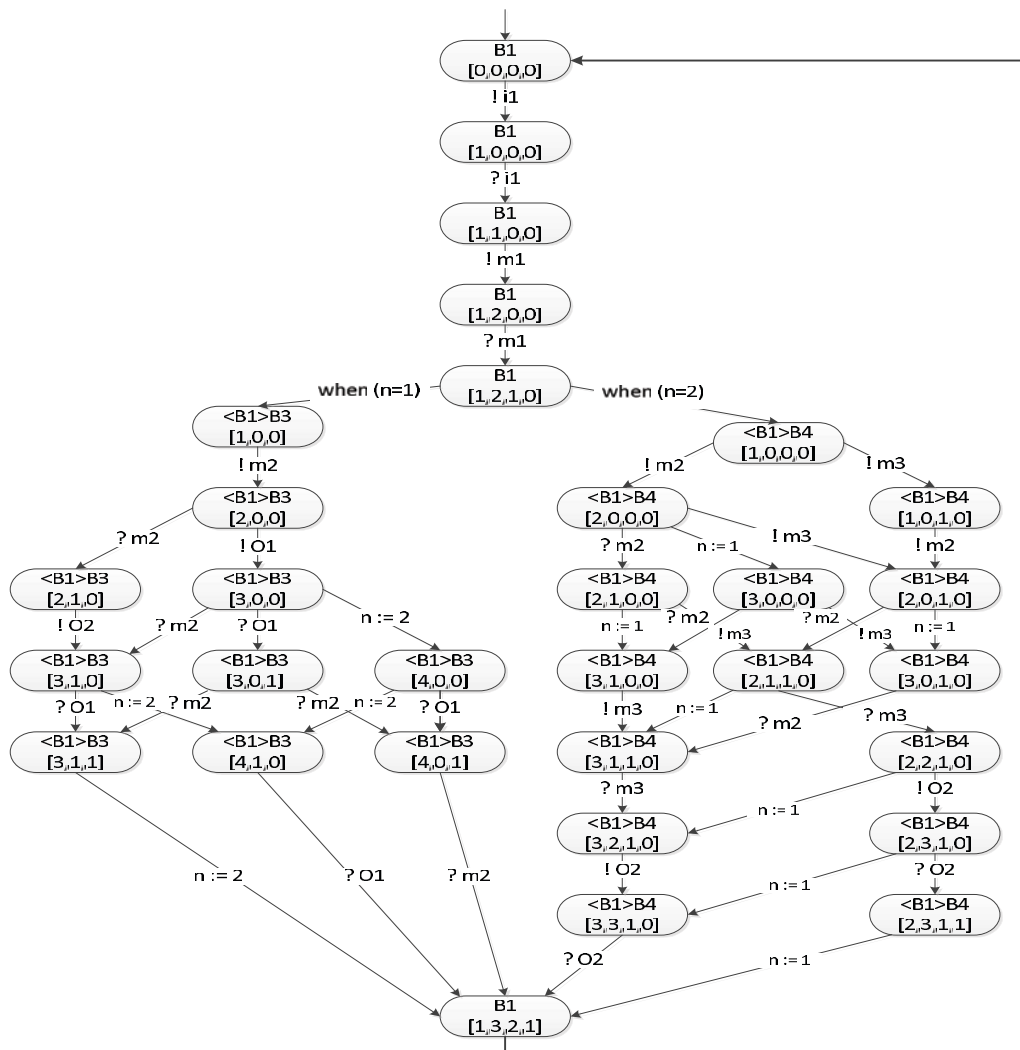 B1
[0,0,0,0]
! i1
B1
[1,0,0,0]
? i1
B1
[1,1,0,0]
! m1
B1
[1,2,0,0]
? m1
B1
[1,2,1,0]
when (n=1)
when (n=2)
<B1>B3
[1,0,0]
<B1>B4
[1,0,0,0]
! m2
! m2
! m3
<B1>B3
[2,0,0]
<B1>B4
[2,0,0,0]
<B1>B4
[1,0,1,0]
? m2
! O1
? m2
n := 1
! m3
! m2
<B1>B3
[2,1,0]
<B1>B3
[3,0,0]
<B1>B4
[2,1,0,0]
<B1>B4
[3,0,0,0]
<B1>B4
[2,0,1,0]
! O2
? m2
? O1
n := 2
n := 1
? m2
! m3
? m2
! m3
n := 1
<B1>B3
[3,1,0]
<B1>B3
[3,0,1]
<B1>B3
[4,0,0]
<B1>B4
[3,1,0,0]
<B1>B4
[2,1,1,0]
<B1>B4
[3,0,1,0]
? O1
n := 2
? m2
? m2
n := 2
? O1
! m3
n := 1
? m2
? m3
<B1>B3
[3,1,1]
<B1>B3
[4,1,0]
<B1>B3
[4,0,1]
<B1>B4
[3,1,1,0]
<B1>B4
[2,2,1,0]
? m3
n := 1
! O2
<B1>B4
[3,2,1,0]
<B1>B4
[2,3,1,0]
n := 2
? O1
? m2
! O2
n := 1
? O2
<B1>B4
[3,3,1,0]
<B1>B4
[2,3,1,1]
? O2
n := 1
B1
[1,3,2,1]